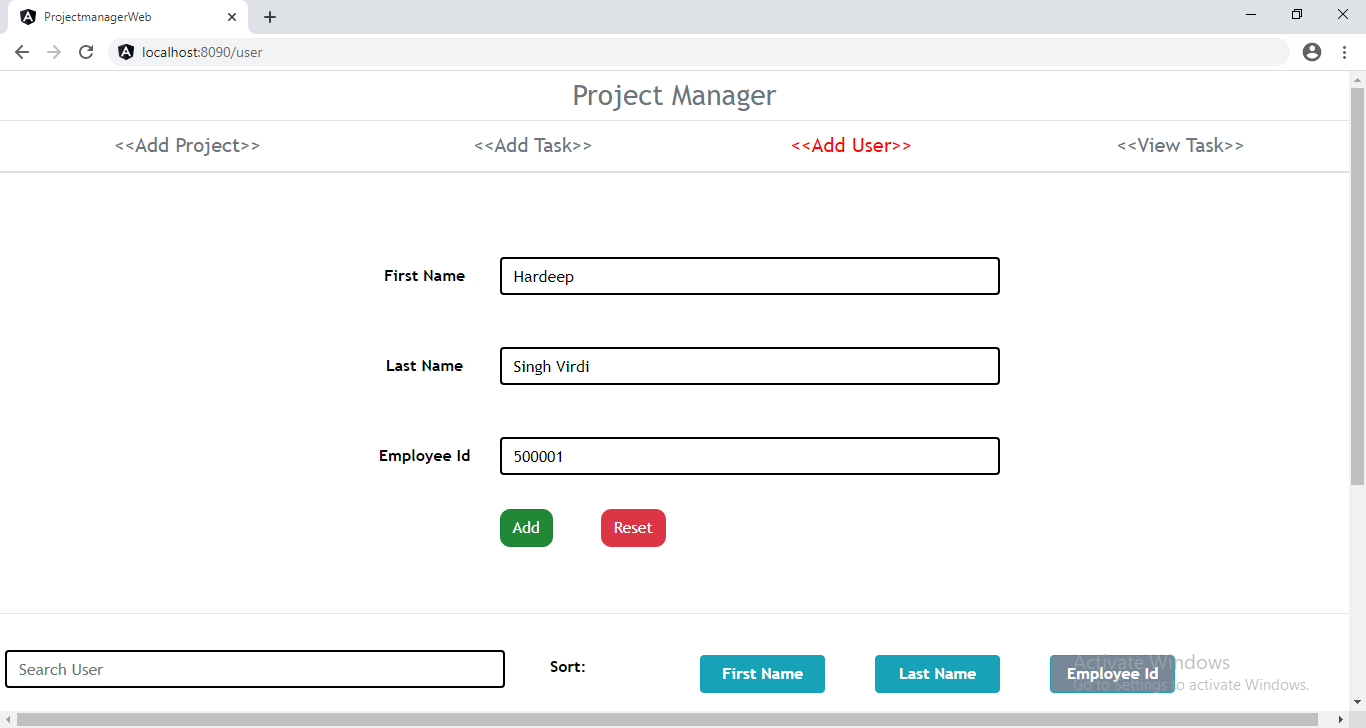 ProjectmanagerWeb
localhost:8090/user
Project Manager
<<Add Project>> <<Add Task>> <<Add User>> <<View Task>>
First Name Hardeep
Last Name Singh Virdi
Employee Id 500001
Add Reset
Search User Sort: First Name Last Name Employee Id
Activate Windows
Go to Settings to activate Windows.